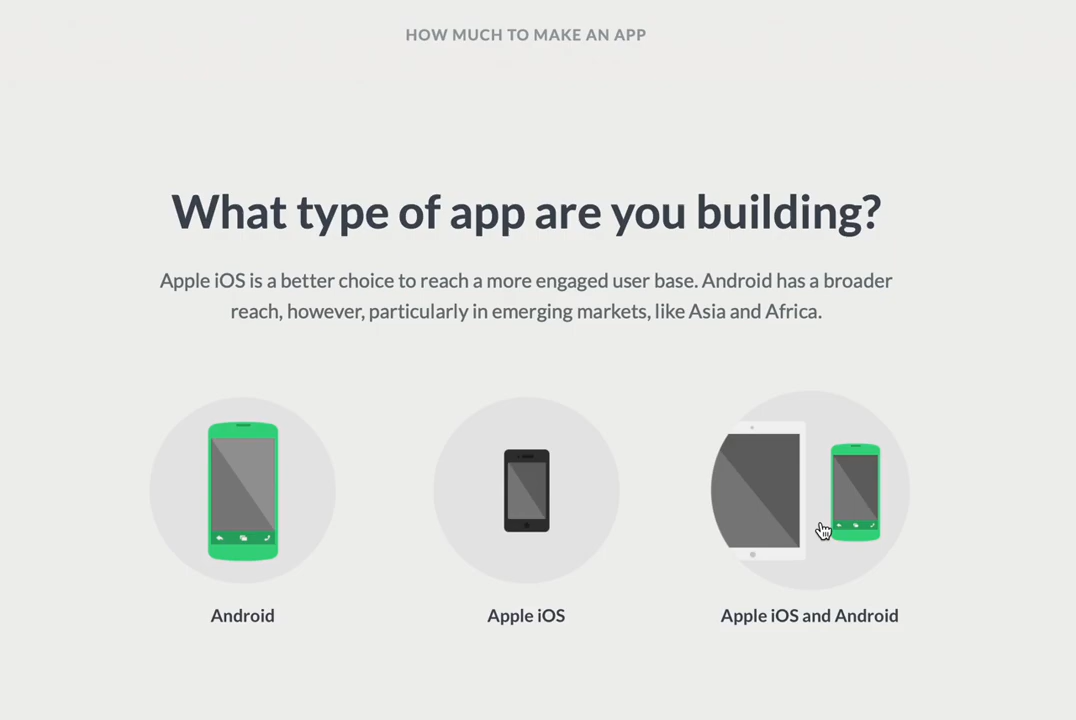 HOW MUCH TO MAKE AN APP
What type of app are you building?
Apple iOS is a better choice to reach a more engaged user base. Android has a broader
reach, however, particularly in emerging markets, like Asia and Africa.
Android
Apple iOS
Apple iOS and Android